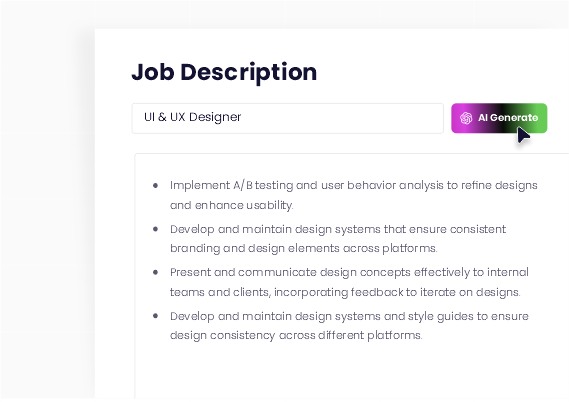 Job Description
UI & UX Designer
AI Generate
Implement A/B testing and user behavior analysis to refine designs
and enhance usability.
Develop and maintain design systems that ensure consistent
branding and design elements across platforms.
Present and communicate design concepts effectively to internal
teams and clients, incorporating feedback to iterate on designs.
Develop and maintain design systems and style guides to ensure
design consistency across different platforms.